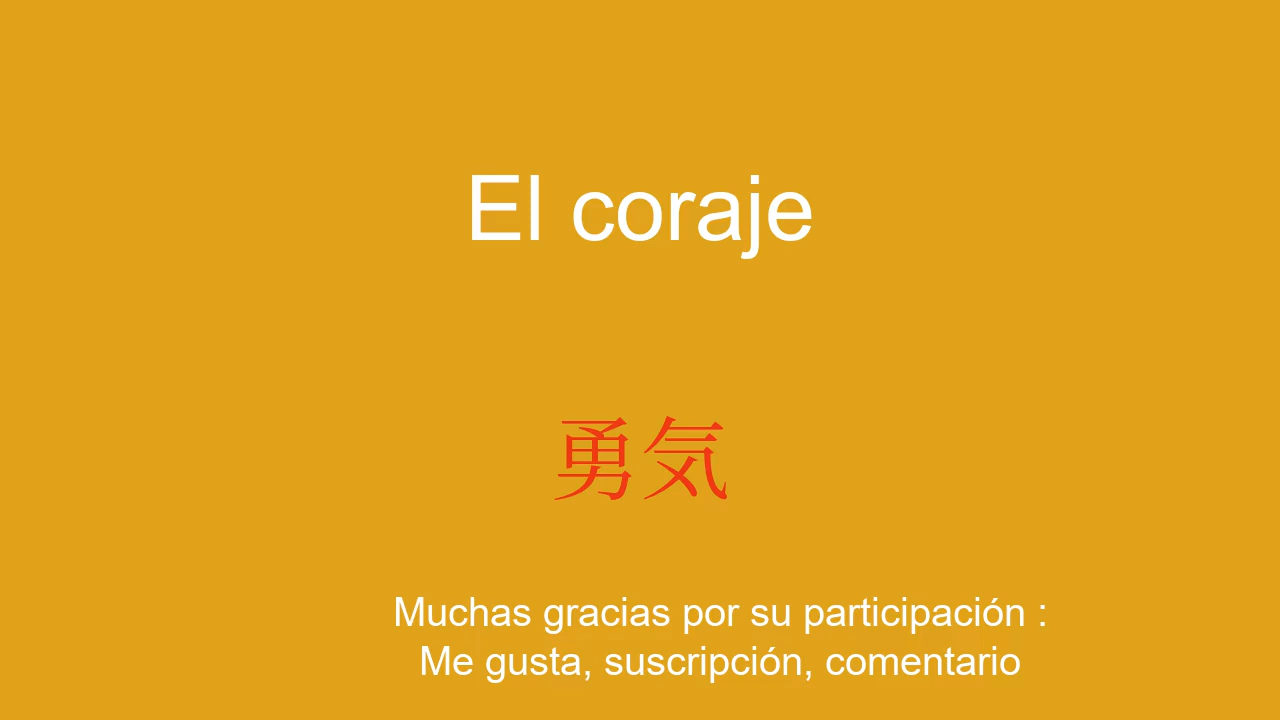 El coraje
勇気
Muchas gracias por su participación :
Me gusta, suscripción, comentario